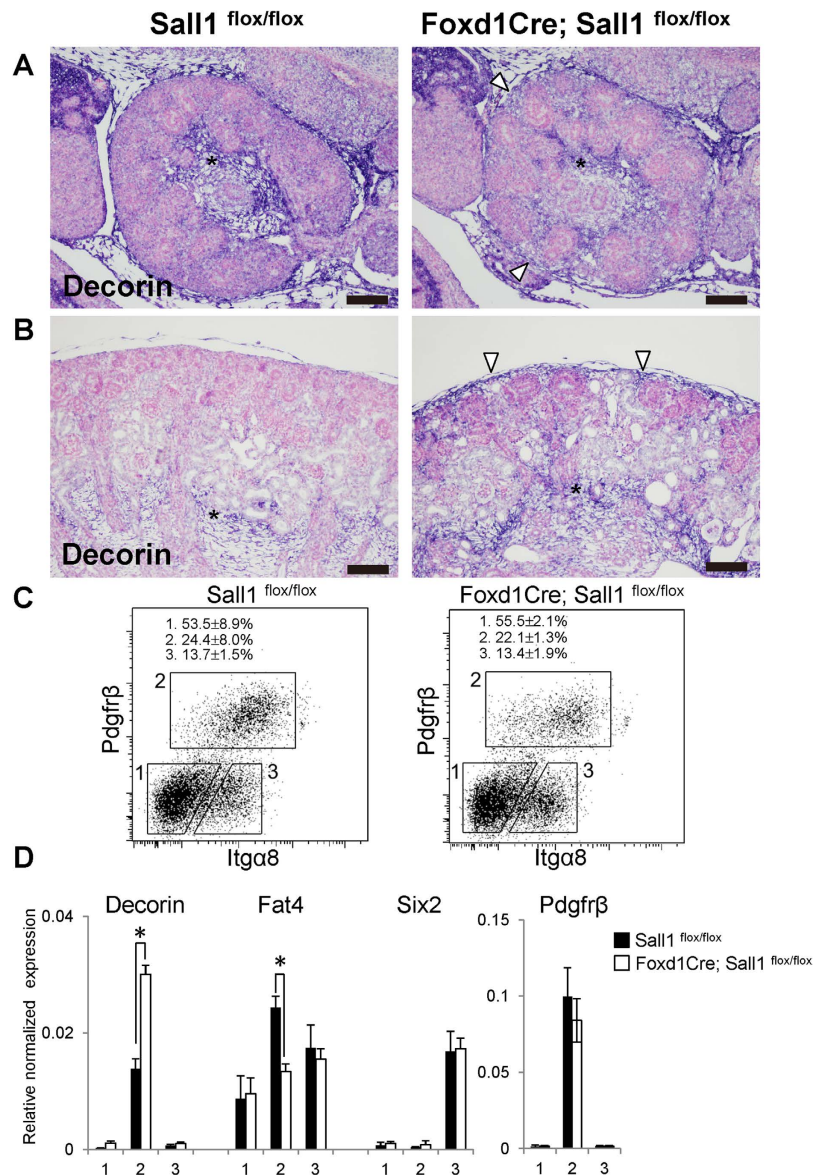 Sall1 flox/flox
Foxd1Cre; Sall1 flox/flox
A
*
*
Decorin
B
*
*
Decorin
C
Sall1 flox/flox
Foxd1Cre; Sall1 flox/flox
1. 53.5±8.9%
2. 24.4±8.0%
3. 13.7±1.5%
1. 55.5±2.1%
2. 22.1±1.3%
3. 13.4±1.9%
Pdgfrβ
2
1
3
Itgα8
Pdgfrβ
2
1
3
Itgα8
D
Decorin
Fat4
Six2
Pdgfrβ
Relative normalized expression
0.04
0.02
0
*
*
0.15
0.1
0.05
0
Sall1 flox/flox
Foxd1Cre; Sall1 flox/flox
1 2 3
1 2 3
1 2 3
1 2 3